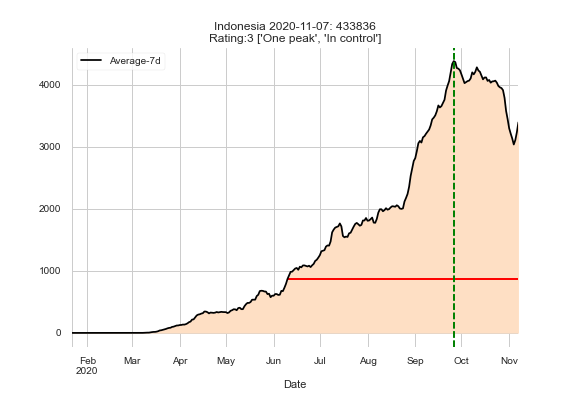 Indonesia 2020-11-07: 433836
Rating:3 ['One peak', 'In control']
Average-7d
4000
3000
2000
1000
0
Feb Mar Apr May Jun Jul Aug Sep Oct Nov
2020
Date